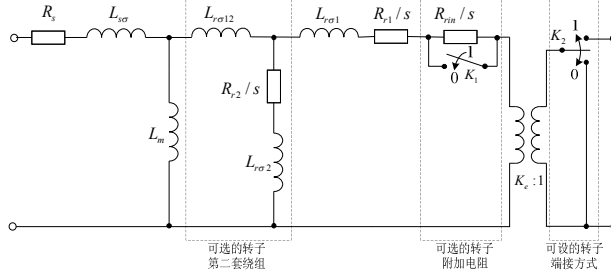 R_s
L_sσ
L_rσ12
L_rσ1
R_r1/s
R_rin/s
1
0
K_1
K_2
1
0
R_r2/s
L_m
L_rσ2
K_e:1
可选的转子
第二套绕组
可选的转子
附加电阻
可设的转子
端接方式